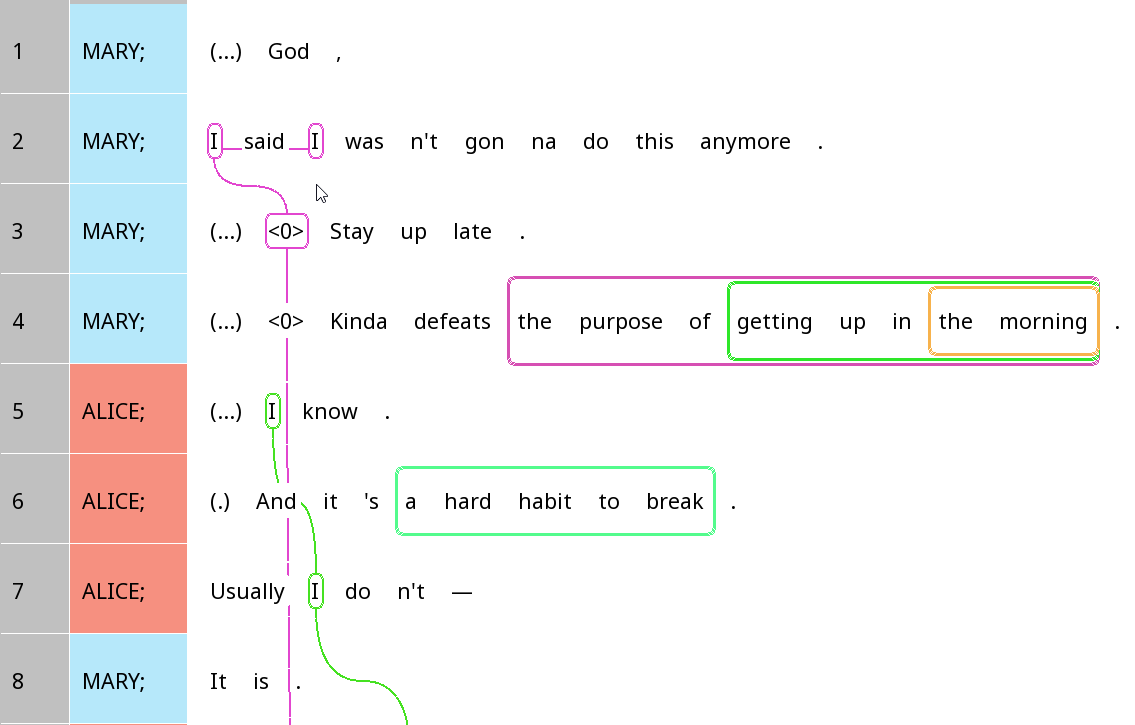 1 MARY; (...) God ,
2 MARY; I said I was n't gon na do this anymore .
3 MARY; (...) <0> Stay up late .
4 MARY; (...) <0> Kinda defeats the purpose of getting up in the morning .
5 ALICE; (...) I know .
6 ALICE; (.) And it 's a hard habit to break .
7 ALICE; Usually I do n't —
8 MARY; It is .